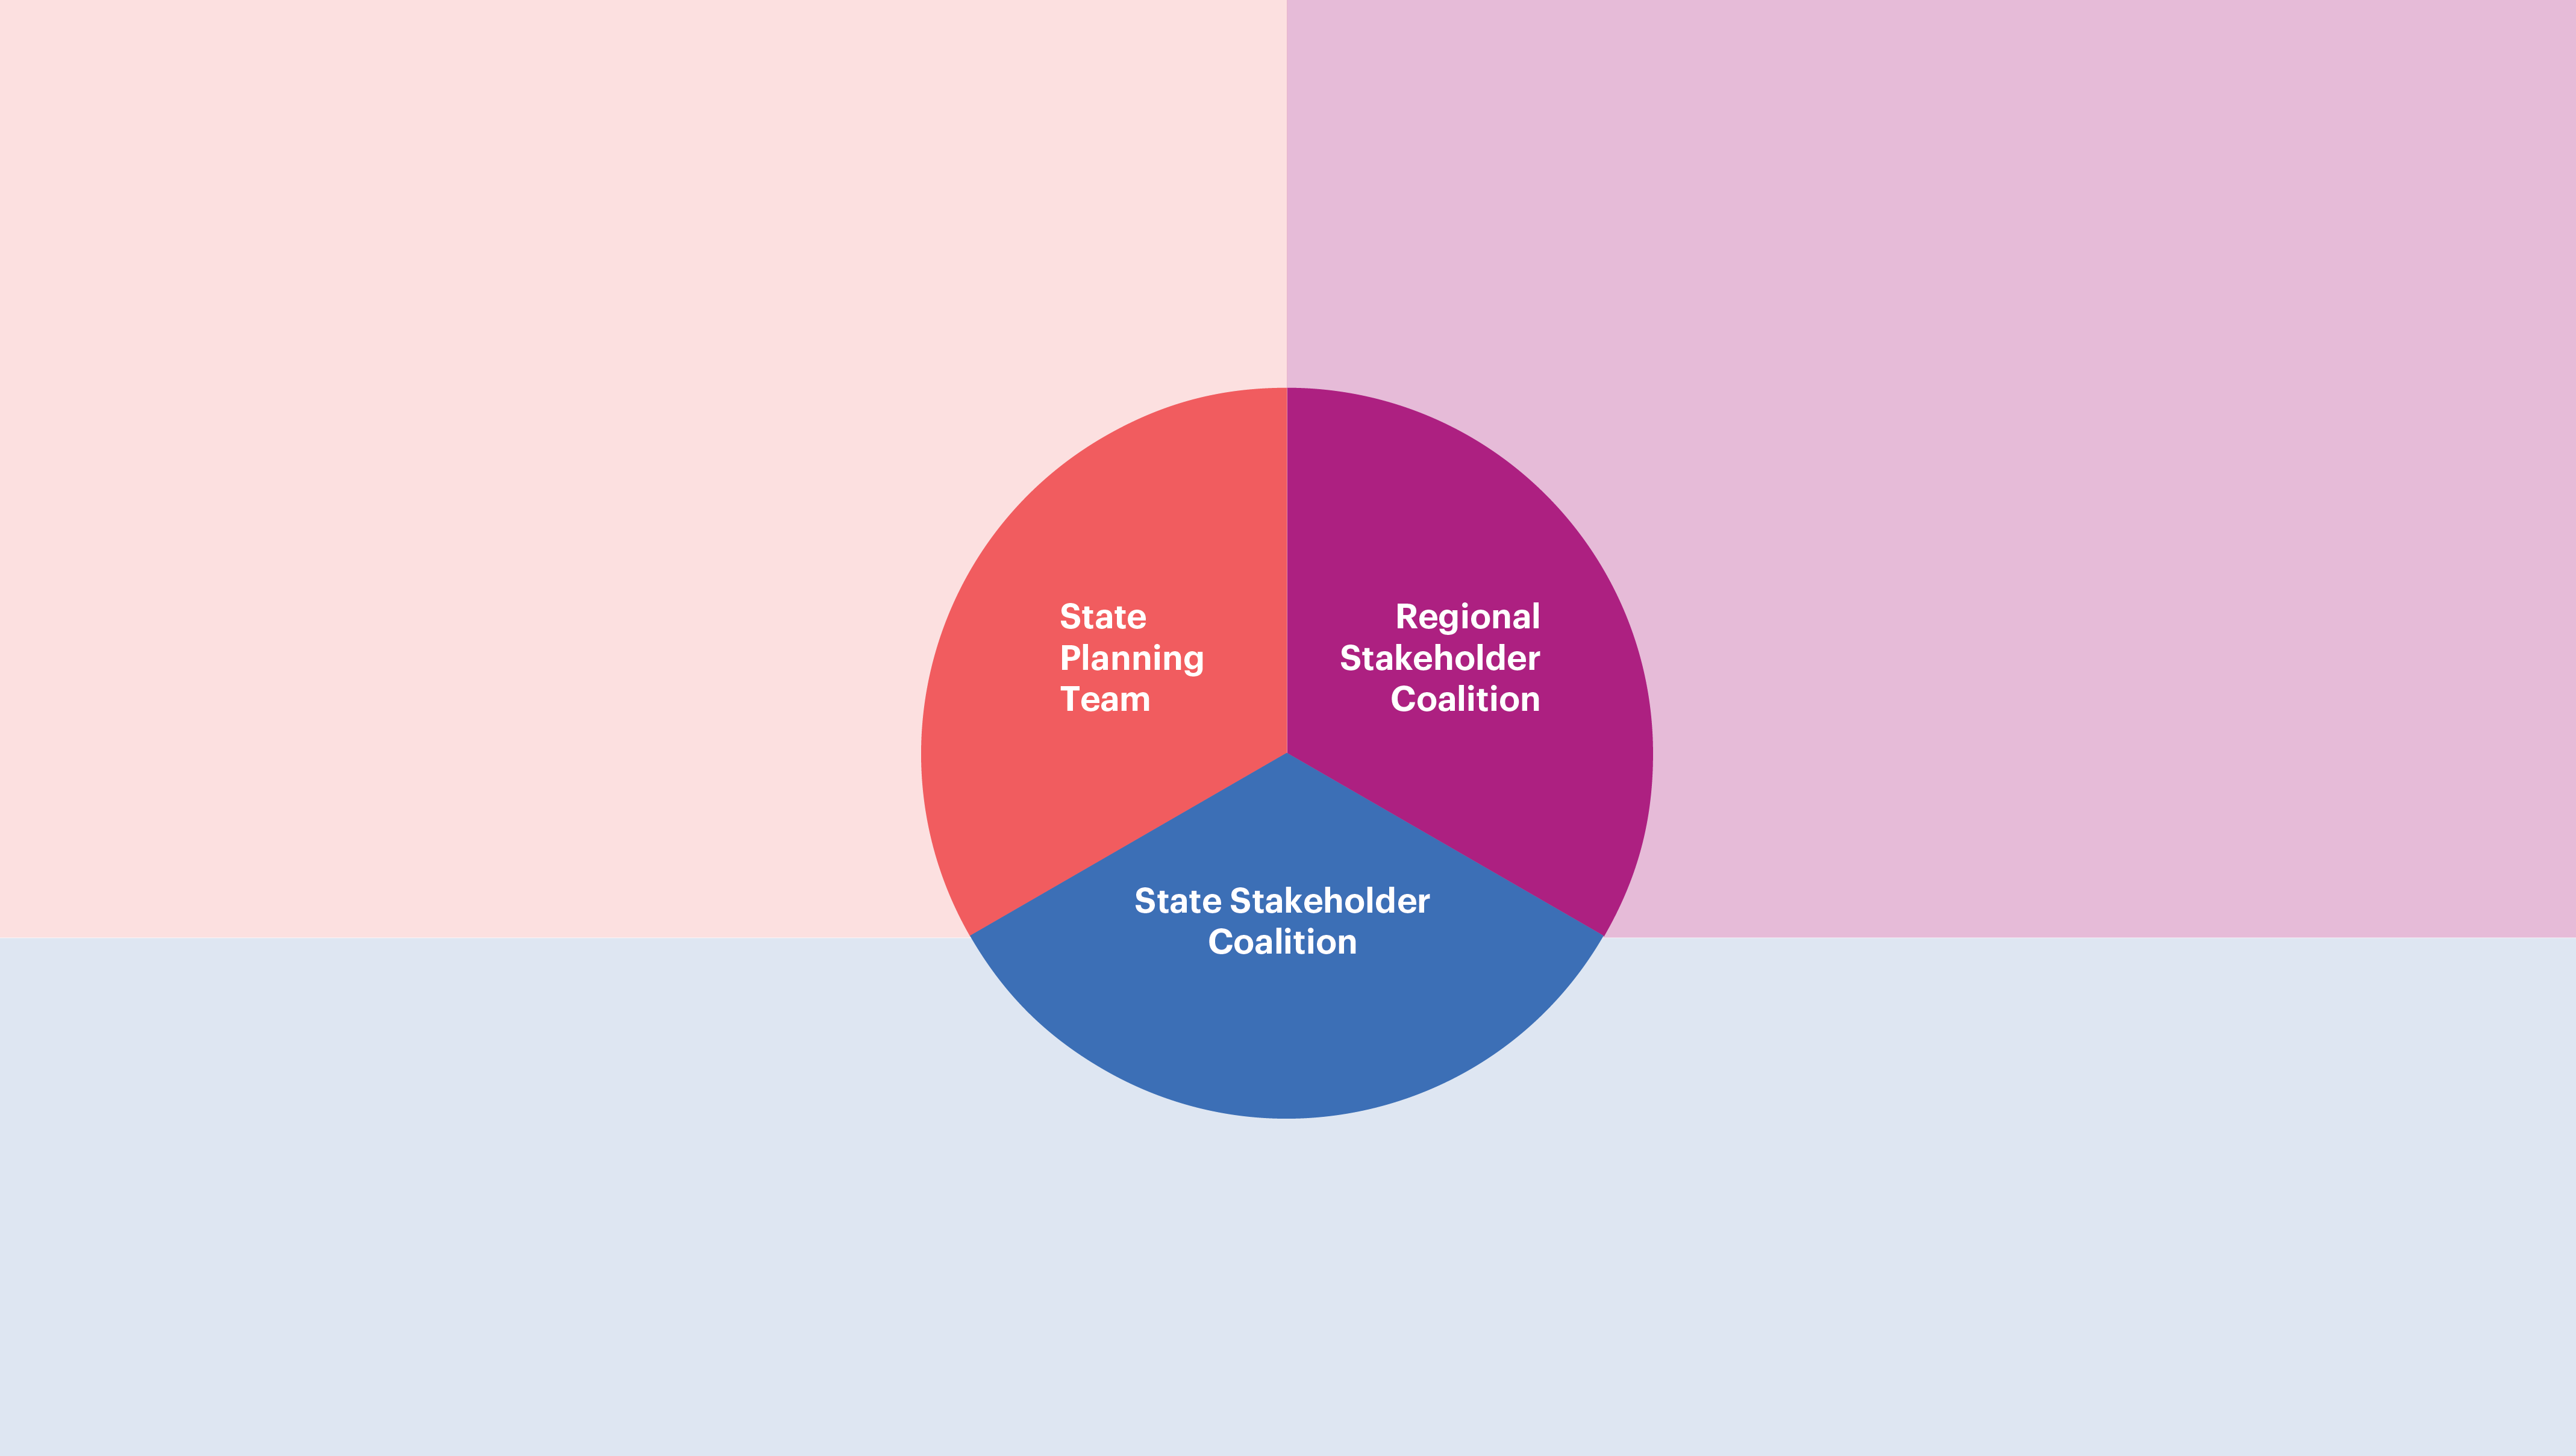 State
Planning
Team
Regional
Stakeholder
Coalition
State Stakeholder
Coalition